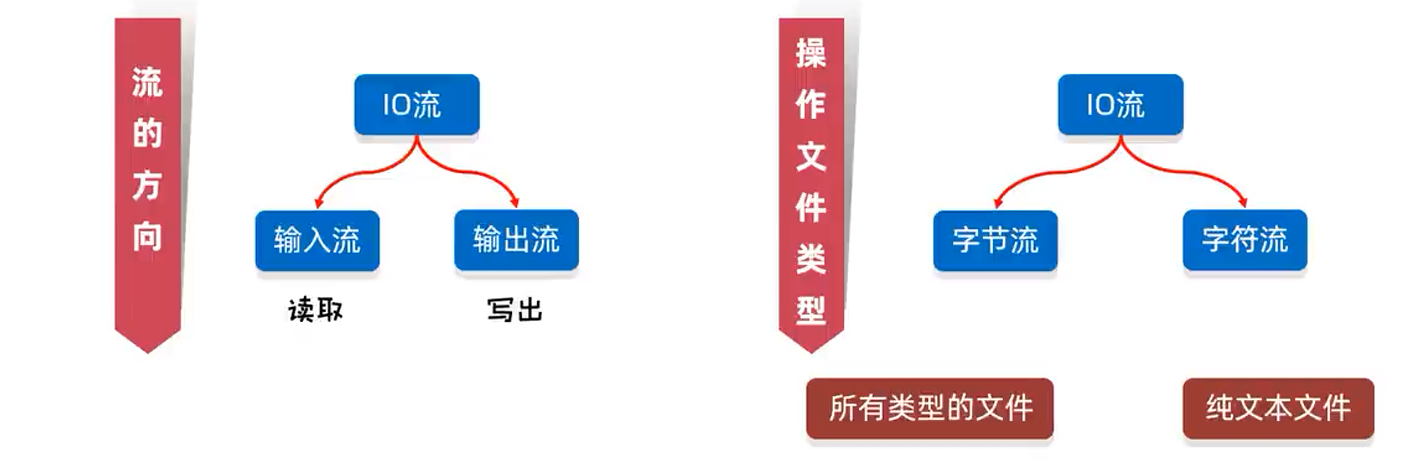 流的方向
IO流
输入流
输出流
读取
写出
操作文件类型
IO流
字节流
字符流
所有类型的文件
纯文本文件